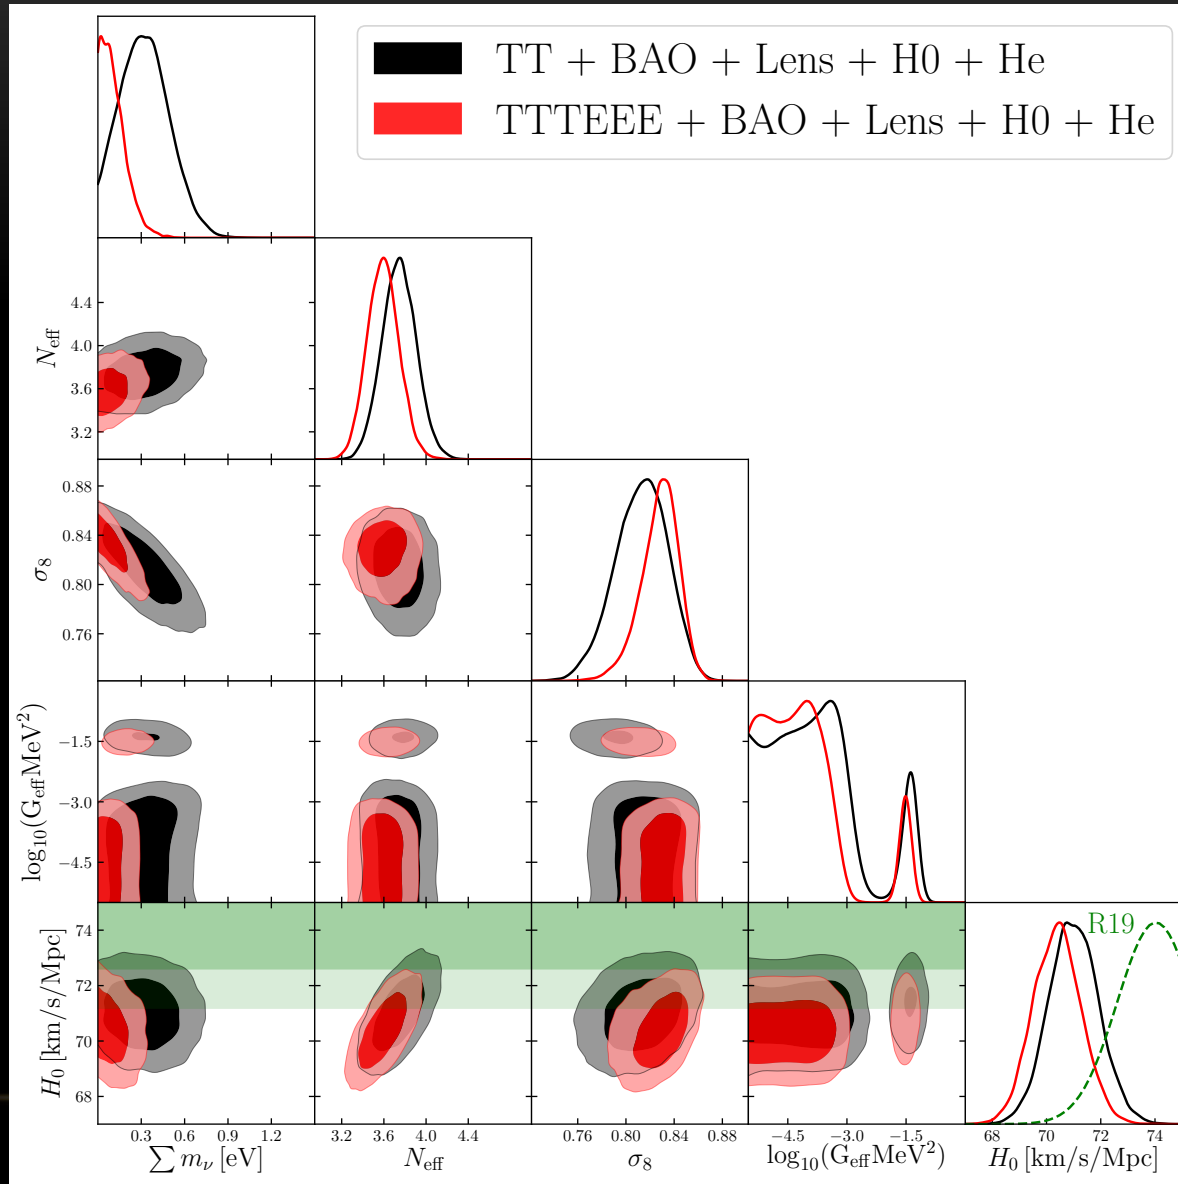 TT + BAO + Lens + H0 + He
TTTEEE + BAO + Lens + H0 + He
N_eff
4.4
4.0
3.6
3.2
σ_8
0.88
0.84
0.80
0.76
log_10(G_eff MeV^2)
−1.5
−3.0
−4.5
H_0 [km/s/Mpc]
74
72
70
68
R19
0.3 0.6 0.9 1.2
3.2 3.6 4.0 4.4
0.76 0.80 0.84 0.88
−4.5 −3.0 −1.5
68 70 72 74
∑ m_ν [eV]
N_eff
σ_8
log_10(G_eff MeV^2)
H_0 [km/s/Mpc]